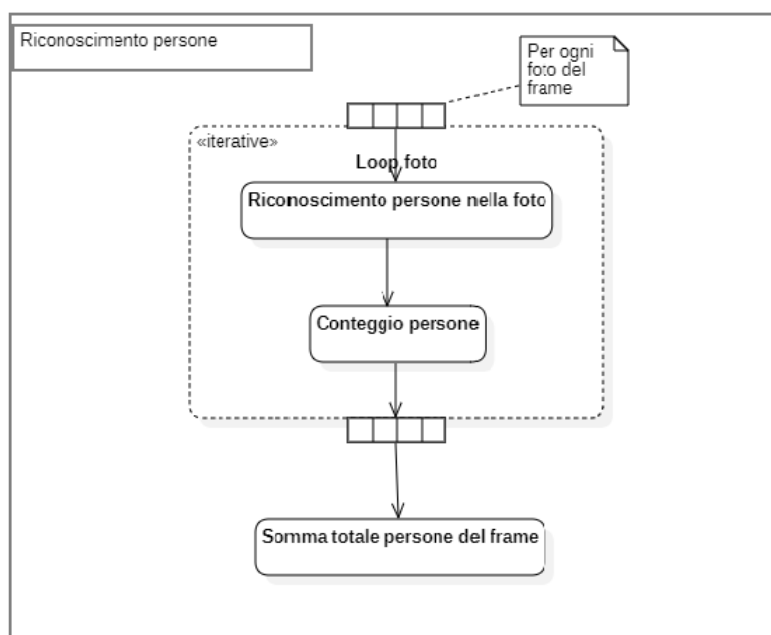 Riconoscimento persone
Per ogni
foto del
frame
«iterative»
Loop foto
Riconoscimento persone nella foto
Conteggio persone
Somma totale persone del frame